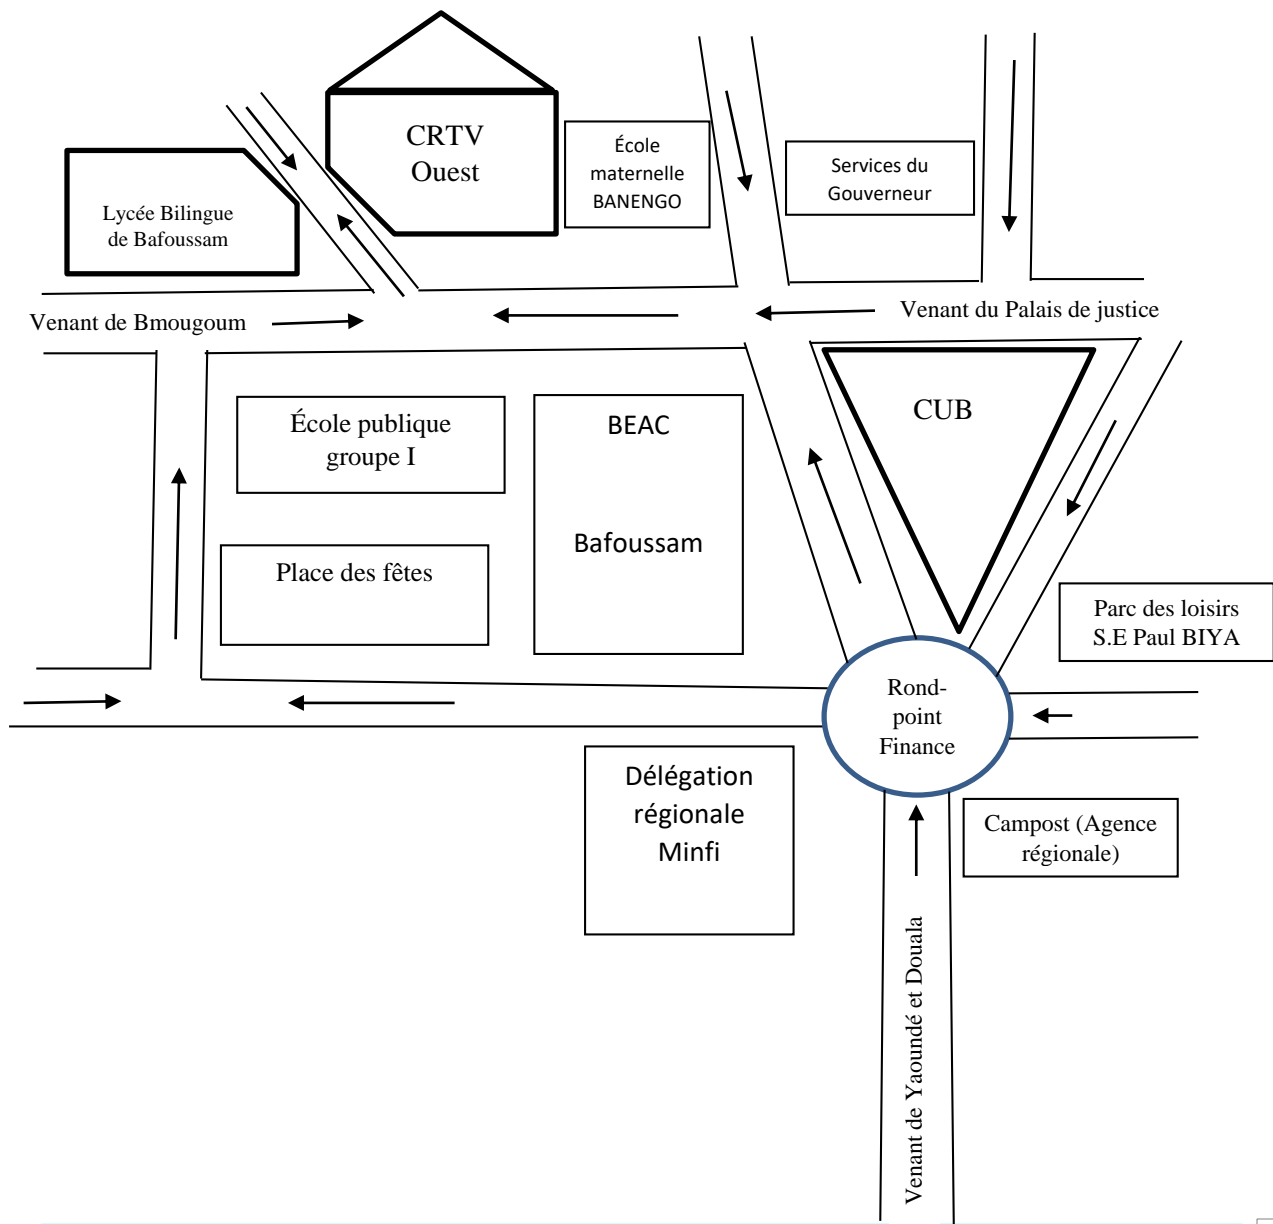 CRTV
Ouest
École
maternelle
BANENGO
Services du
Gouverneur
Lycée Bilingue
de Bafoussam
Venant de Bmougoum
Venant du Palais de justice
École publique
groupe I
BEAC
Bafoussam
CUB
Place des fêtes
Parc des loisirs
S.E Paul BIYA
Rond-
point
Finance
Délégation
régionale
Minfi
Campost (Agence
régionale)
Venant de Yaoundé et Douala